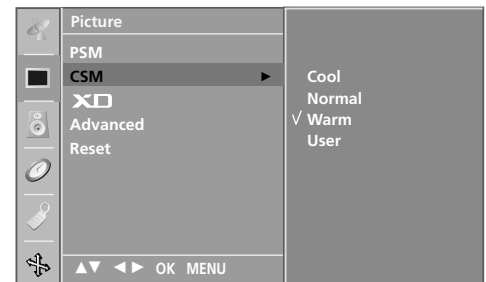 Picture
PSM
CSM ►
XD
Advanced
Reset
Cool
Normal
√ Warm
User
▲▼ ◄► OK MENU